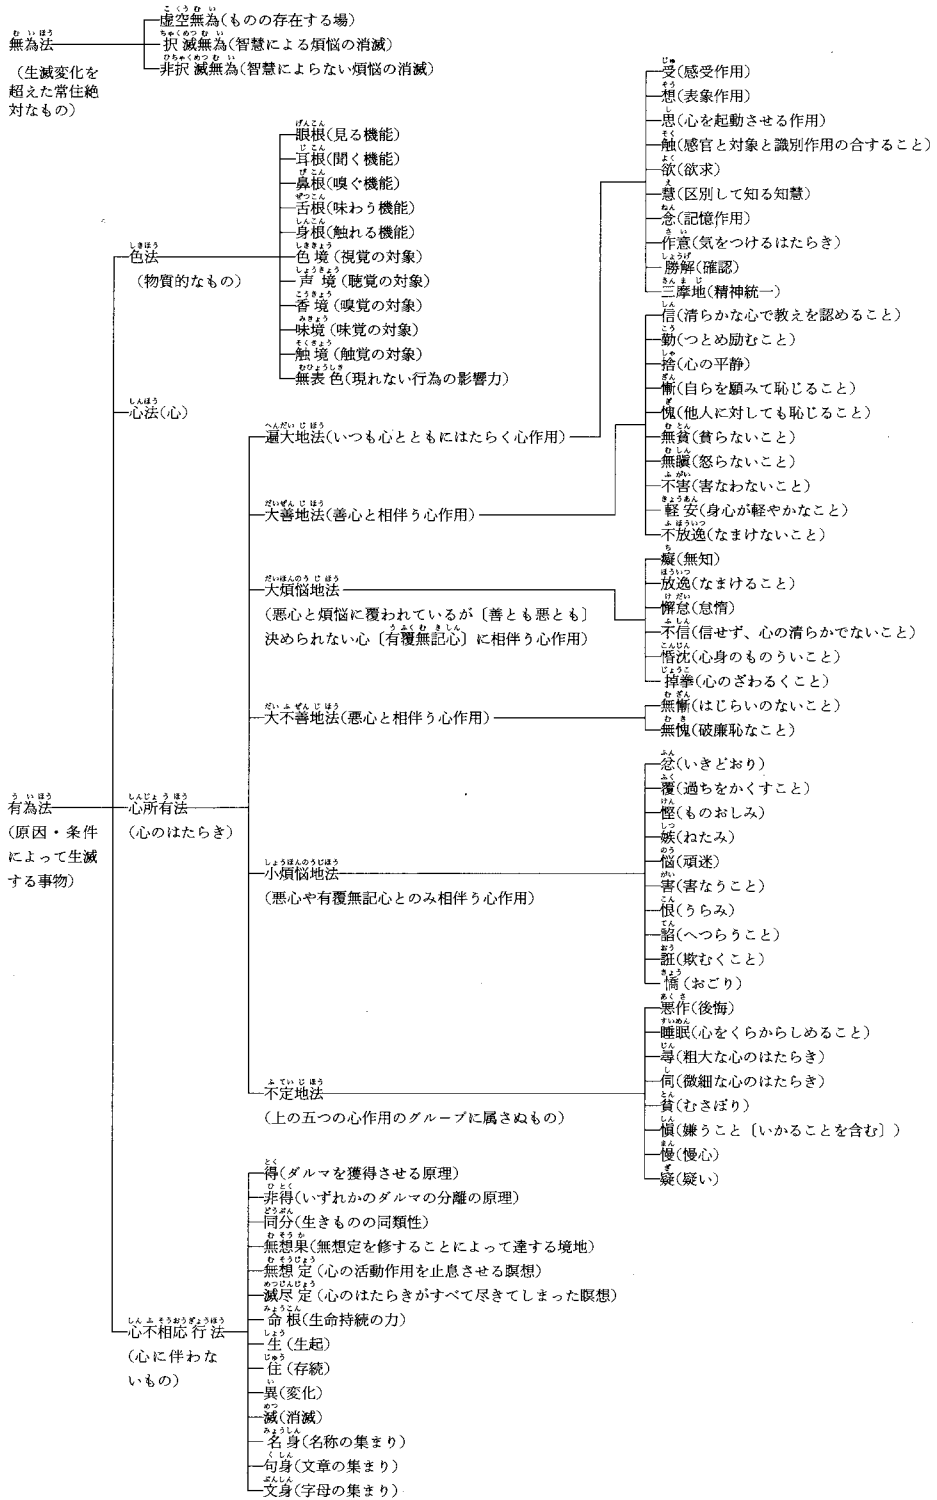 無為法
(生滅変化を
超えた常住絶
対なもの)
虚空無為(ものの存在する場)
択滅無為(智慧による煩悩の消滅)
非択滅無為(智慧によらない煩悩の消滅)
有為法
(原因・条件
によって生滅
する事物)
色法
(物質的なもの)
眼根(見る機能)
耳根(聞く機能)
鼻根(嗅ぐ機能)
舌根(味わう機能)
身根(触れる機能)
色境(視覚の対象)
声境(聴覚の対象)
香境(嗅覚の対象)
味境(味覚の対象)
触境(触覚の対象)
無表色(現れない行為の影響力)
心法(心)
心所有法
(心のはたらき)
遍大地法(いつも心とともにはたらく心作用)
受(感受作用)
想(表象作用)
思(心を起動させる作用)
触(感官と対象と識別作用の合すること)
欲(欲求)
慧(区別して知る知慧)
念(記憶作用)
作意(気をつけるはたらき)
勝解(確認)
三摩地(精神統一)
大善地法(善心と相伴う心作用)
信(清らかな心で教えを認めること)
勤(つとめ励むこと)
捨(心の平静)
慚(自らを顧みて恥じること)
愧(他人に対しても恥じること)
無貪(貪らないこと)
無瞋(怒らないこと)
不害(害なわないこと)
軽安(身心が軽やかなこと)
不放逸(なまけないこと)
大煩悩地法
(悪心と煩悩に覆われているが〔善とも悪とも〕
決められない心〔有覆無記心〕に相伴う心作用)
癡(無知)
放逸(なまけること)
懈怠(怠惰)
不信(信せず、心の清らかでないこと)
惛沈(心身のものういこと)
掉挙(心のざわるくこと)
大不善地法(悪心と相伴う心作用)
無慚(はじらいのないこと)
無愧(破廉恥なこと)
小煩悩地法
(悪心や有覆無記心とのみ相伴う心作用)
忿(いきどおり)
覆(過ちをかくすこと)
慳(ものおしみ)
嫉(ねたみ)
悩(頑迷)
害(害なうこと)
恨(うらみ)
諂(へつらうこと)
誑(欺むくこと)
憍(おごり)
不定地法
(上の五つの心作用のグループに属さぬもの)
悪作(後悔)
睡眠(心をくらからしめること)
尋(粗大な心のはたらき)
伺(微細な心のはたらき)
貪(むさぼり)
瞋(嫌うこと〔いかることを含む〕)
慢(慢心)
疑(疑い)
心不相応行法
(心に伴わな
いもの)
得(ダルマを獲得させる原理)
非得(いずれかのダルマの分離の原理)
同分(生きものの同類性)
無想果(無想定を修することによって達する境地)
無想定(心の活動作用を止息させる瞑想)
滅尽定(心のはたらきがすべて尽きてしまった瞑想)
命根(生命持続の力)
生(生起)
住(存続)
異(変化)
滅(消滅)
名身(名称の集まり)
句身(文章の集まり)
文身(字母の集まり)